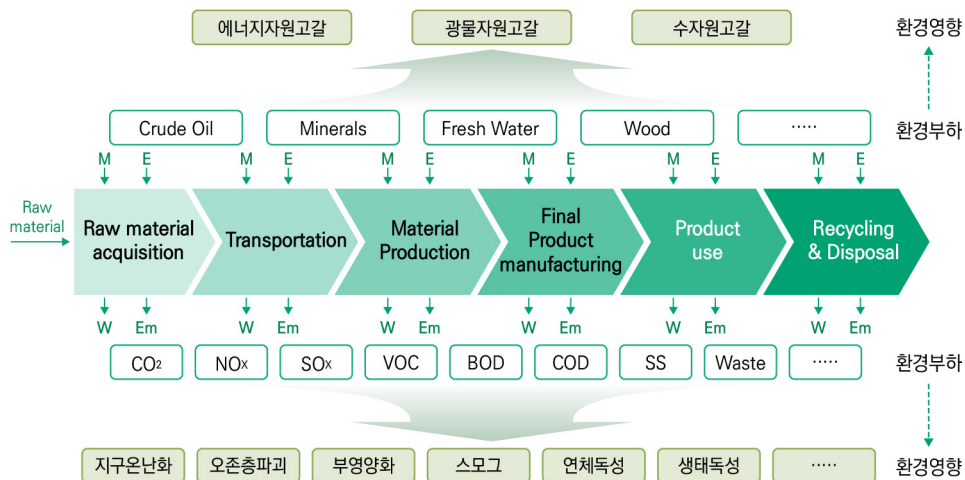 에너지자원고갈
광물자원고갈
수자원고갈
환경영향
Crude Oil
Minerals
Fresh Water
Wood
·····
환경부하
M E M E M E M E M E M E
Raw
material
Raw material
acquisition
Transportation
Material
Production
Final
Product
manufacturing
Product
use
Recycling
& Disposal
W Em W Em W Em W Em W Em W Em
CO2
NOX
SOX
VOC
BOD
COD
SS
Waste
·····
환경부하
지구온난화
오존층파괴
부영양화
스모그
연체독성
생태독성
·····
환경영향